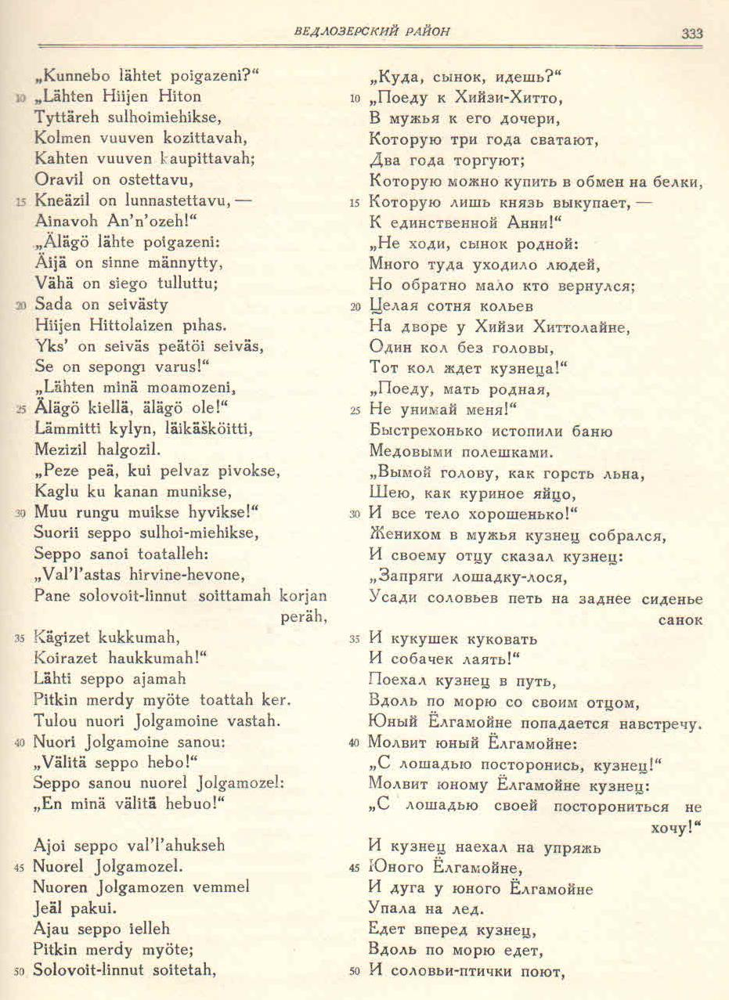 ВЕДЛОЗЕРСКИЙ РАЙОН 333
„Kunnebo lähtet poigazeni?“
10 „Lähten Hiijen Hiton
Tyttäreh sulhoimiehikse,
Kolmen vuuven kozittavah,
Kahten vuuven kaupittavah;
Oravil on ostettavu,
15 Kneäzil on lunnastettavu, —
Ainavoh An’n’ozeh!“
„Älägö lähte poigazeni:
Äijä on sinne männytty,
Vähä on siego tulluttu;
20 Sada on seivästy
Hiijen Hittolaizen pihas.
Yks’ on seiväs peätöi seiväs,
Se on sepongi varus!“
„Lähten minä moamozeni,
25 Älägö kiellä, älägö ole!“
Lämmitti kylyn, läikäšköitti,
Mezizil halgozil.
„Peze peä, kui pelvaz pivokse,
Kaglu ku kanan munikse,
30 Muu rungu muikse hyvikse!“
Suorii seppo sulhoi-miehikse,
Seppo sanoi toatalleh:
„Val’l’astas hirvine-hevone,
Pane solovoit-linnut soittamah korjan
peräh,
35 Kägizet kukkumah,
Koirazet haukkumah!“
Lähti seppo ajamah
Pitkin merdy myöte toattah ker.
Tulou nuori Jolgamoine vastah.
40 Nuori Jolgamoine sanou:
„Välitä seppo hebo!“
Seppo sanou nuorel Jolgamozel:
„En minä välitä hebuo!“
Ajoi seppo val’l’ahukseh
45 Nuorel Jolgamozel.
Nuoren Jolgamozen vemmel
Jeäl pakui.
Ajau seppo ielleh
Pitkin merdy myöte;
50 Solovoit-linnut soitetah,
„Куда, сынок, идешь?“
10 „Поеду к Хийзи-Хитто,
В мужья к его дочери,
Которую три года сватают,
Два года торгуют;
Которую можно купить в обмен на белки,
15 Которую лишь князь выкупает, —
К единственной Анни!“
„Не ходи, сынок родной:
Много туда уходило людей,
Но обратно мало кто вернулся;
20 Целая сотня кольев
На дворе у Хийзи Хиттолайне,
Один кол без головы,
Тот кол ждет кузнеца!“
„Поеду, мать родная,
25 Не унимай меня!“
Быстрехонько истопили баню
Медовыми полешками.
„Вымой голову, как горсть льна,
Шею, как куриное яйцо,
30 И все тело хорошенько!“
Женихом в мужья кузнец собрался,
И своему отцу сказал кузнец:
„Запряги лошадку-лося,
Усади соловьев петь на заднее сиденье
санок
35 И кукушек куковать
И собачек лаять!“
Поехал кузнец в путь,
Вдоль по морю со своим отцом,
Юный Ёлгамойне попадается навстречу.
40 Молвит юный Ёлгамойне:
„С лошадью посторонись, кузнец!“
Молвит юному Ёлгамойне кузнец:
„С лошадью своей посторониться не
хочу!“
И кузнец наехал на упряжь
45 Юного Ёлгамойне,
И дуга у юного Ёлгамойне
Упала на лед.
Едет вперед кузнец,
Вдоль по морю едет,
50 И соловьи-птички поют,